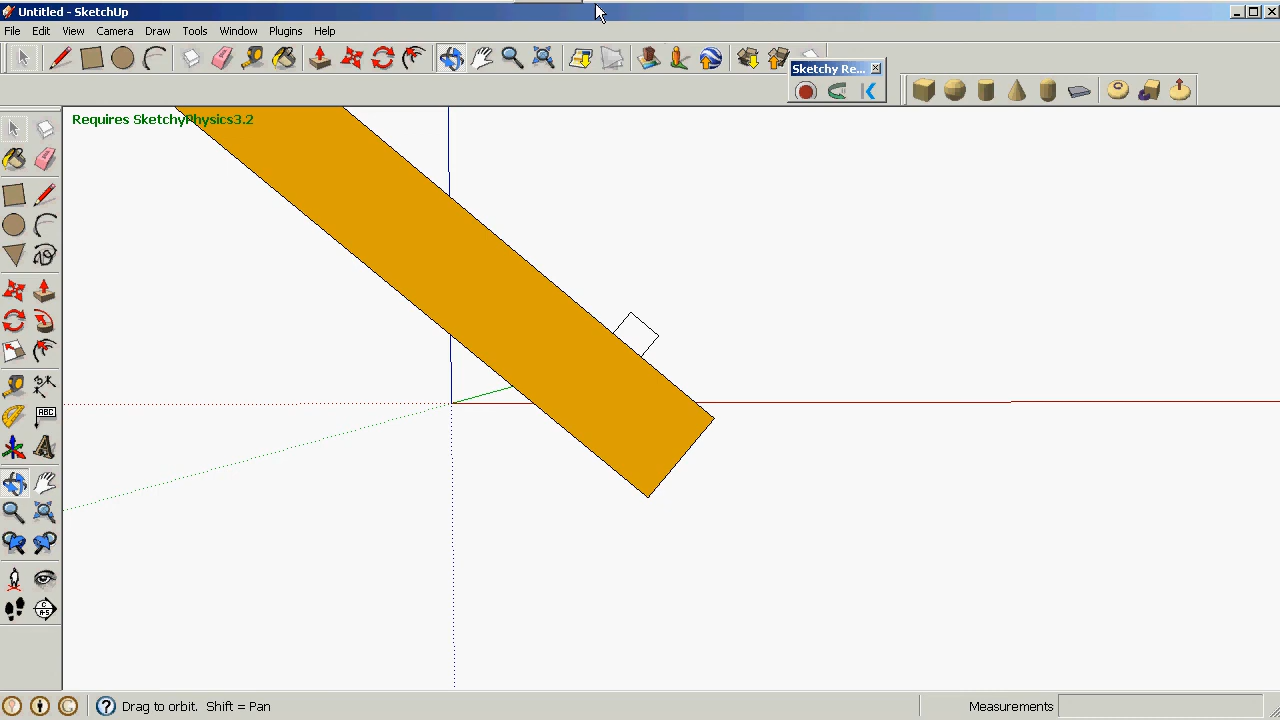 Untitled - SketchUp
File Edit View Camera Draw Tools Window Plugins Help
Sketchy Re...
Requires SketchyPhysics3.2
ABC
Drag to orbit. Shift = Pan
Measurements